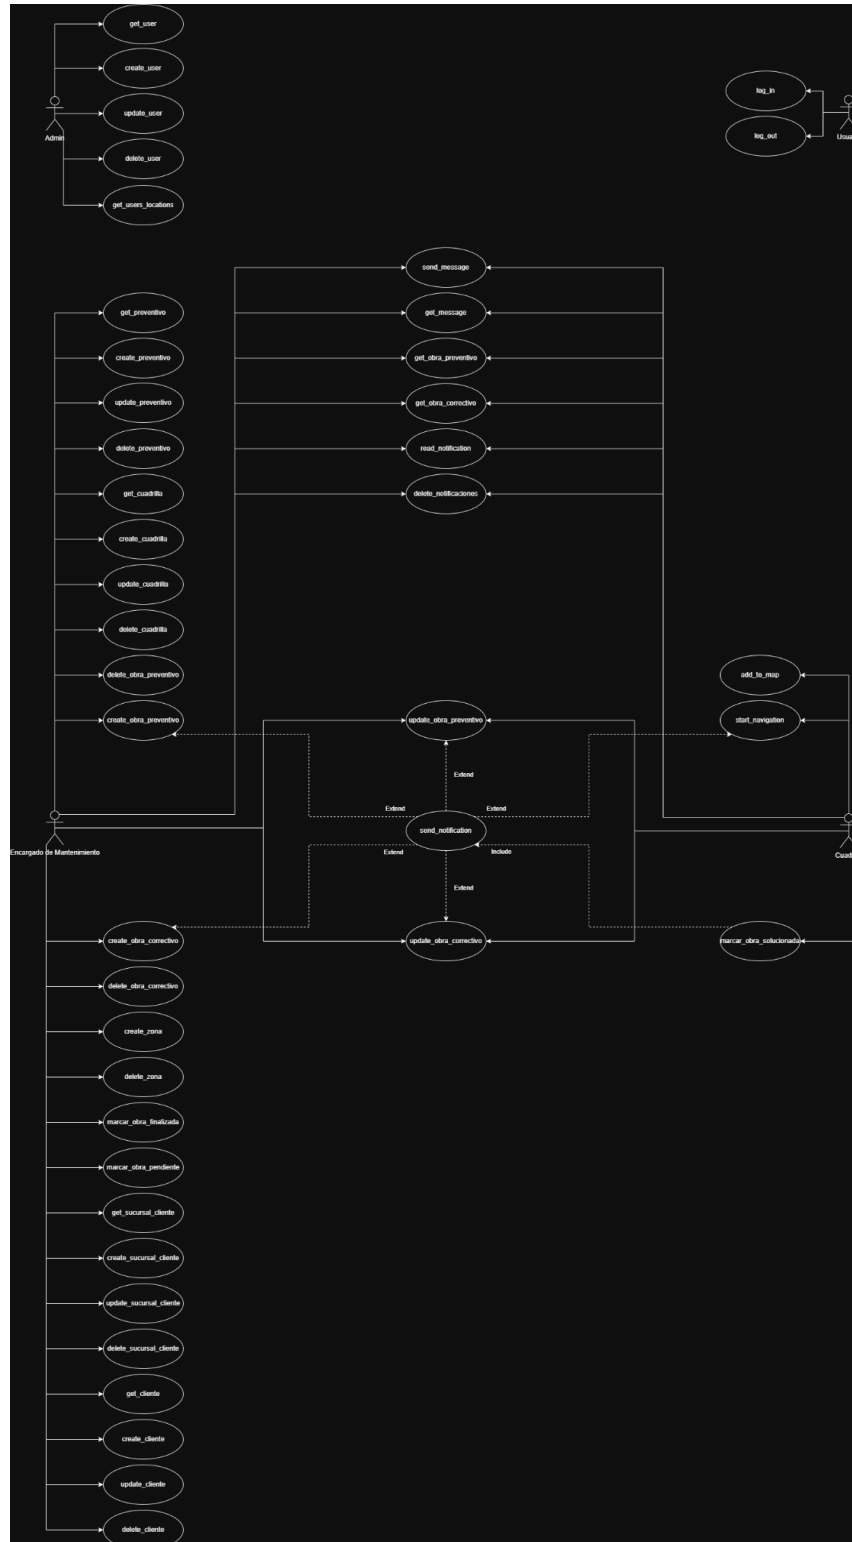 get_user
create_user
update_user
delete_user
get_users_locations
Admin
log_in
log_out
Usua
send_message
get_message
get_obra_preventivo
get_obra_correctivo
read_notification
delete_notificaciones
get_preventivo
create_preventivo
update_preventivo
delete_preventivo
get_cuadrilla
create_cuadrilla
update_cuadrilla
delete_cuadrilla
delete_obra_preventivo
create_obra_preventivo
add_to_map
start_navigation
update_obra_preventivo
Extend
Extend
Extend
send_notification
Encargado de Mantenimiento
Cuad
Extend
Include
Extend
create_obra_correctivo
update_obra_correctivo
marcar_obra_solucionada
delete_obra_correctivo
create_zona
delete_zona
marcar_obra_finalizada
marcar_obra_pendiente
get_sucursal_cliente
create_sucursal_cliente
update_sucursal_cliente
delete_sucursal_cliente
get_cliente
create_cliente
update_cliente
delete_cliente